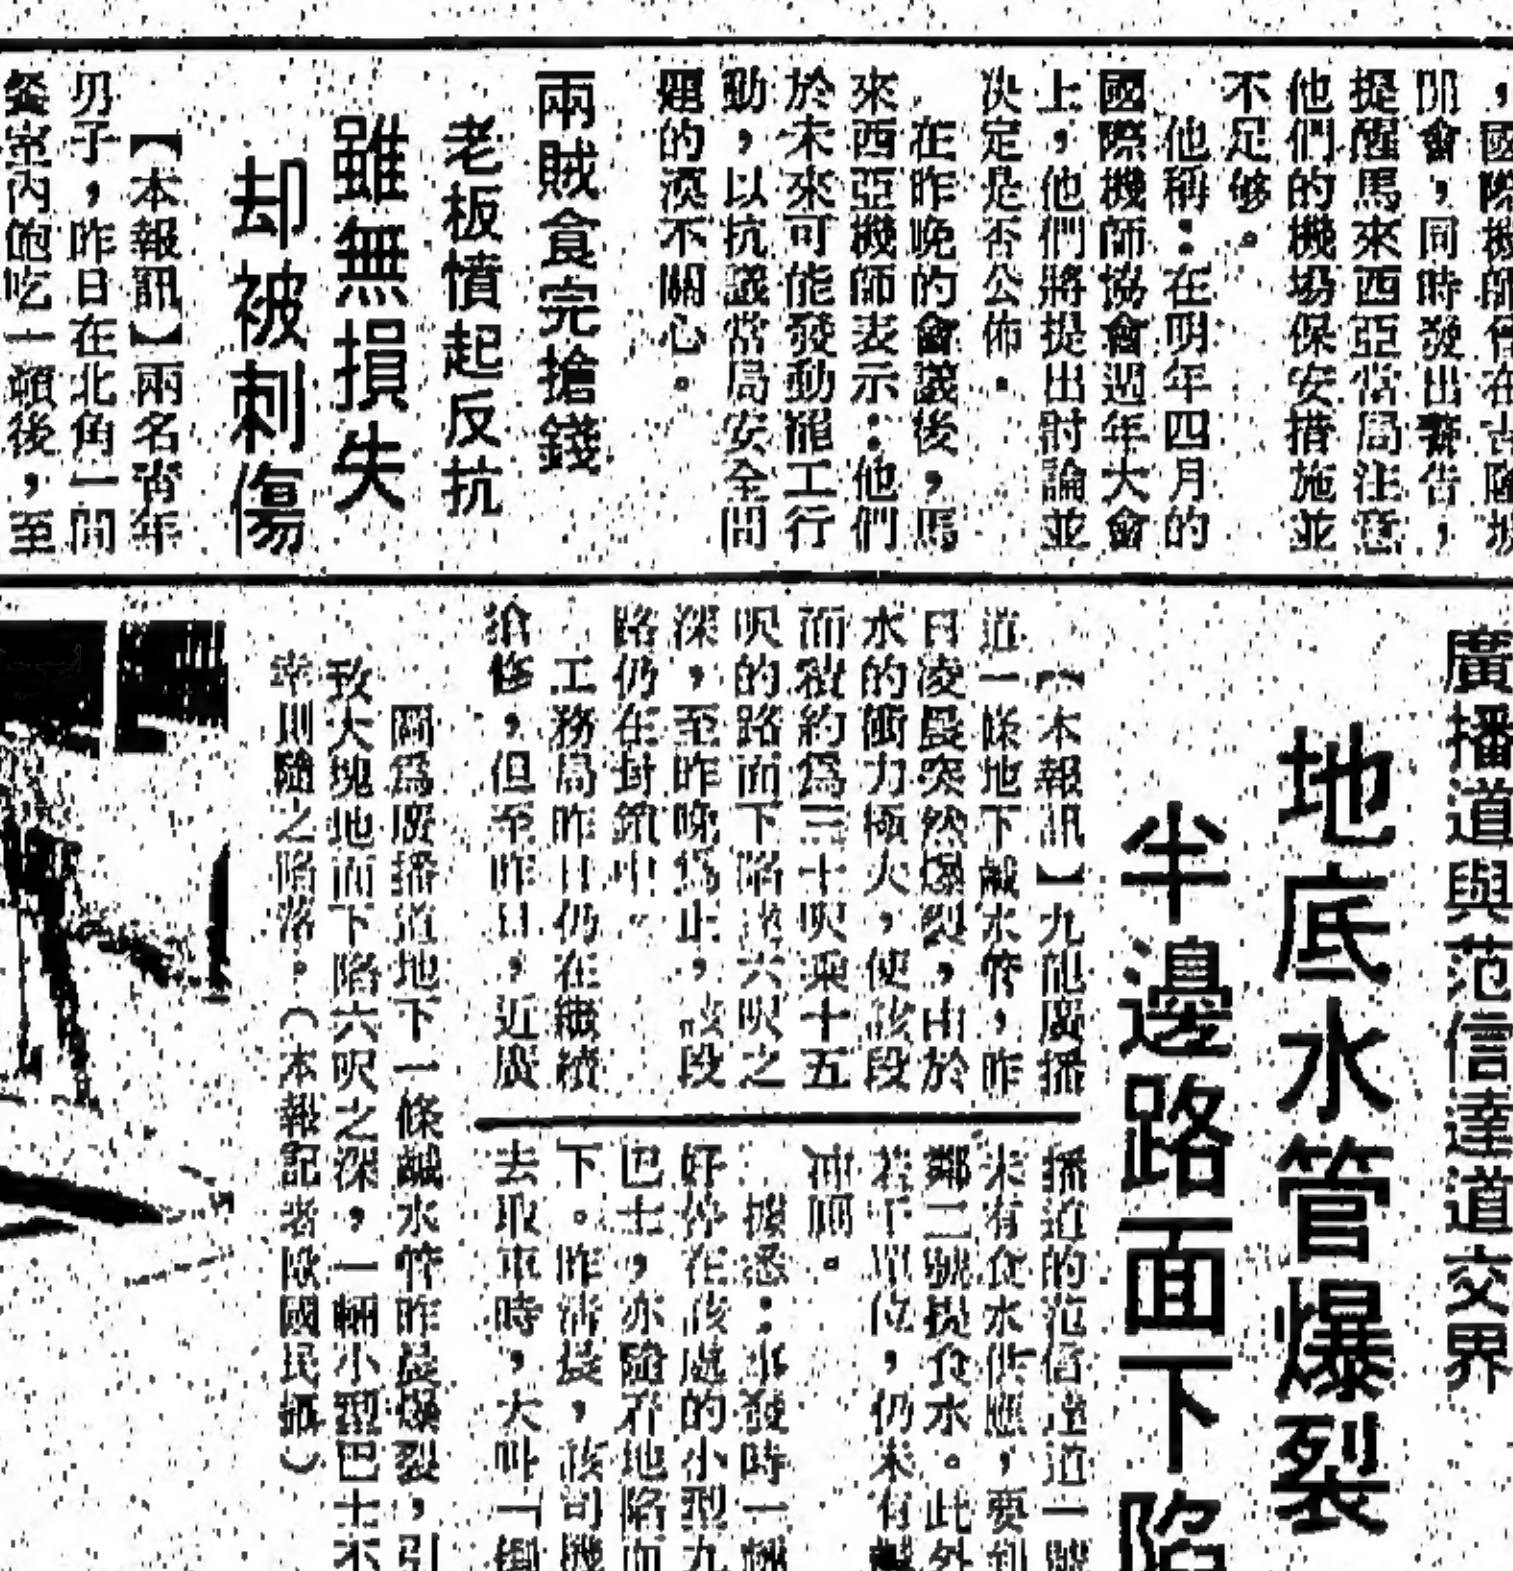 ，國際機師曾在吉隆坡
開會，同時發出警告，
提醒馬來西亞當局注意
他們的機場保安措施並
不足够。
他稱：在明年四月的
國際機師協會週年大會
上，他們將提出討論並
决定是否公佈。
在昨晚的會議後，馬
來西亞機師表示：他們
於未來可能發動罷工行
動，以抗議當局安全問
題的漠不關心。
兩賊食完搶錢
老板憤起反抗
雖無損失
却被刺傷
【本報訊】兩名青年
男子，昨日在北角一間
餐室內飽吃一頓後，至
廣播道與范信達道交界
地底水管爆裂
半邊路面下陷
【本報訊】九龍廣播
道一條地下鹹水管，昨
日凌晨突然爆裂，由於
水的衝力極大，使該段
面積約為三十呎乘十五
呎的路面下陷達六呎之
深，至昨晚為止，該段
路仍在封鎖中。
工務局昨日仍在繼續
搶修，但至昨日，近廣
播道的范信達道一號
未有食水供應，要到
鄰二號提食水。此外
若干單位，仍未有
沖厠。
據悉：事發時一輛
好停在該處的小型
巴士，亦隨着地陷而
下。昨清晨，該司機
去取車時，大叫「
圖為廣播道地下一條鹹水管昨晨爆裂，引
致大塊地面下陷六呎之深，一輛小型巴士不
幸則隨之陷落。（本報記者歐國民攝）